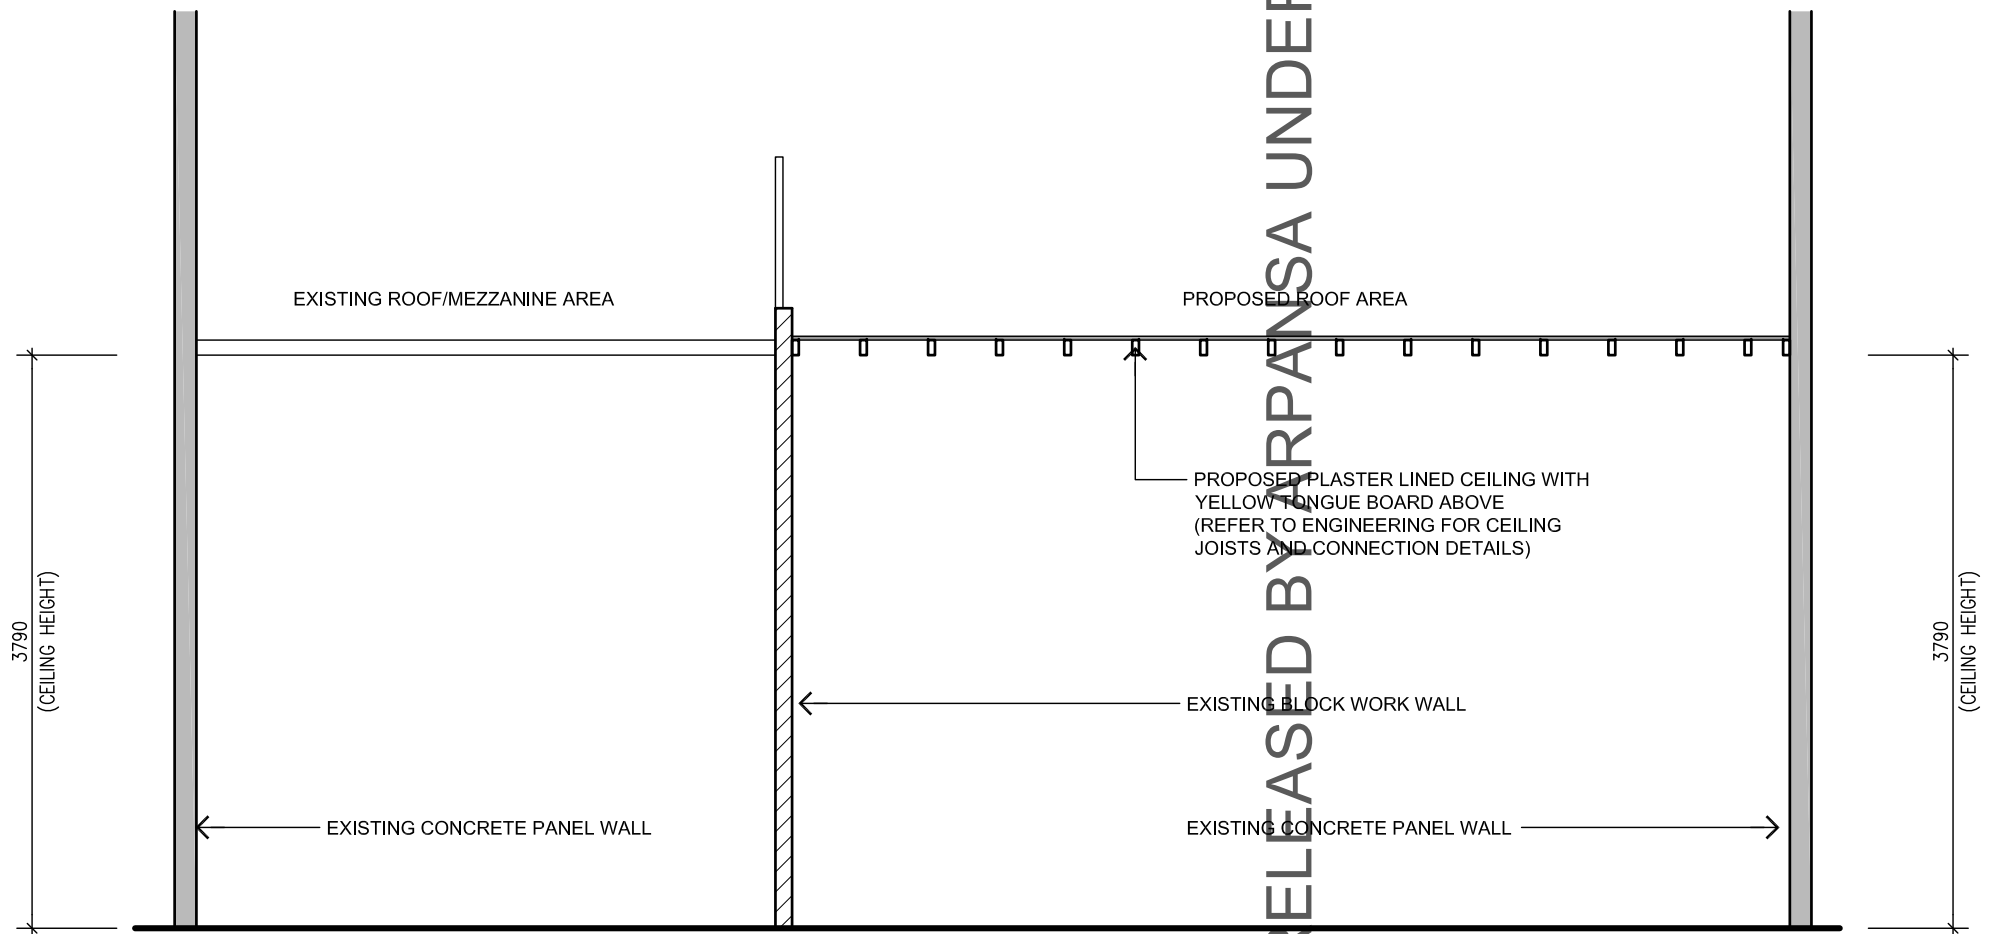 EXISTING ROOF/MEZZANINE AREA
PROPOSED ROOF AREA
PROPOSED PLASTER LINED CEILING WITH
YELLOW TONGUE BOARD ABOVE
(REFER TO ENGINEERING FOR CEILING
JOISTS AND CONNECTION DETAILS)
3790
(CEILING HEIGHT)
3790
(CEILING HEIGHT)
EXISTING BLOCK WORK WALL
EXISTING CONCRETE PANEL WALL
EXISTING CONCRETE PANEL WALL
RELEASED BY ARPANSA UNDER